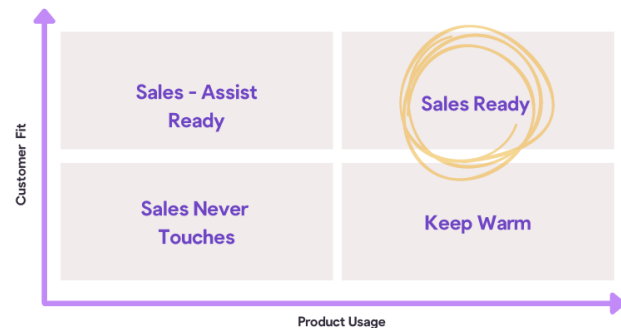 Sales - Assist
Ready
Sales Ready
Customer Fit
Sales Never
Touches
Keep Warm
Product Usage